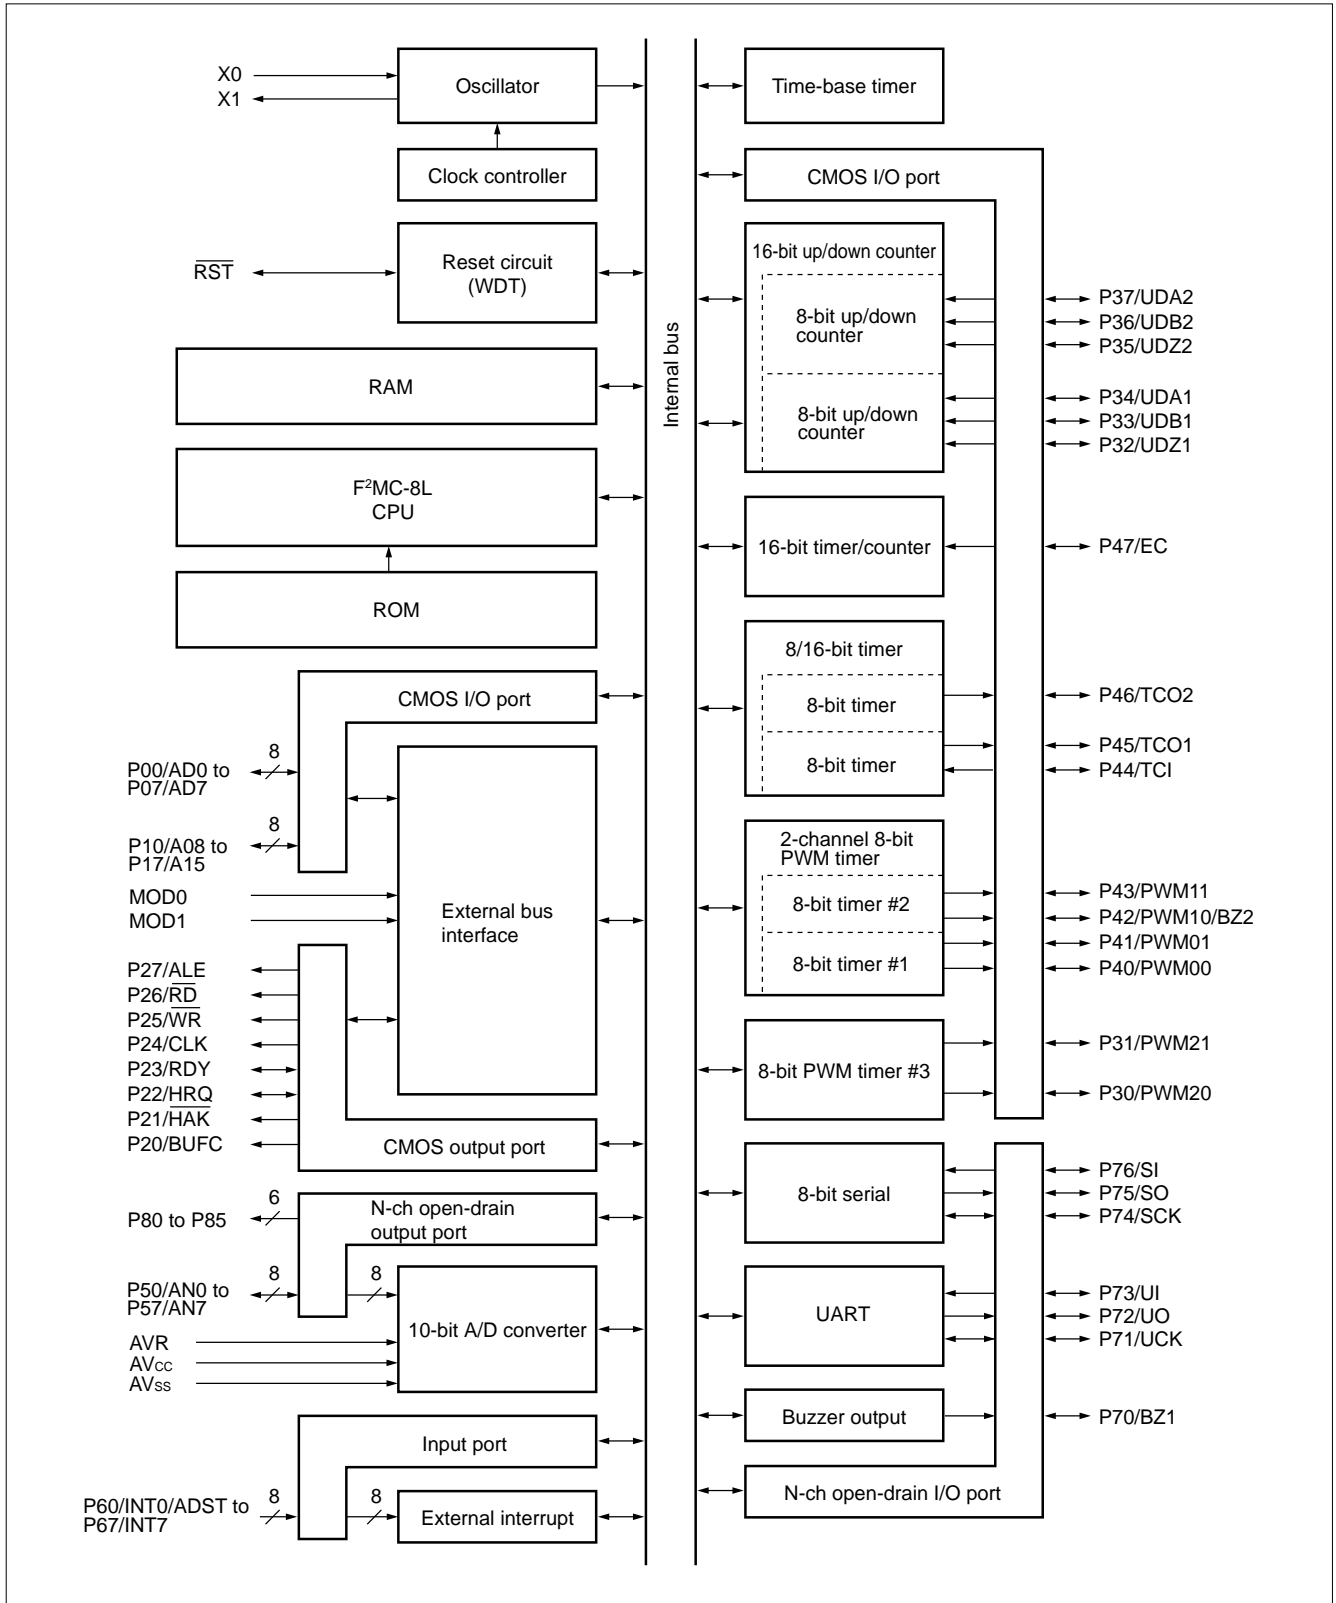 X0
X1
Oscillator
Clock controller
RST
Reset circuit
(WDT)
RAM
F²MC-8L
CPU
ROM
CMOS I/O port
8
P00/AD0 to
P07/AD7
8
P10/A08 to
P17/A15
MOD0
MOD1
External bus
interface
P27/ALE
P26/RD
P25/WR
P24/CLK
P23/RDY
P22/HRQ
P21/HAK
P20/BUFC
CMOS output port
6
P80 to P85
N-ch open-drain
output port
8
8
P50/AN0 to
P57/AN7
10-bit A/D converter
AVR
AVCC
AVSS
Input port
8
8
P60/INT0/ADST to
P67/INT7
External interrupt
Internal bus
Time-base timer
CMOS I/O port
16-bit up/down counter
8-bit up/down
counter
P37/UDA2
P36/UDB2
P35/UDZ2
8-bit up/down
counter
P34/UDA1
P33/UDB1
P32/UDZ1
16-bit timer/counter
P47/EC
8/16-bit timer
8-bit timer
P46/TCO2
8-bit timer
P45/TCO1
P44/TCI
2-channel 8-bit
PWM timer
8-bit timer #2
P43/PWM11
P42/PWM10/BZ2
8-bit timer #1
P41/PWM01
P40/PWM00
8-bit PWM timer #3
P31/PWM21
P30/PWM20
8-bit serial
P76/SI
P75/SO
P74/SCK
UART
P73/UI
P72/UO
P71/UCK
Buzzer output
P70/BZ1
N-ch open-drain I/O port